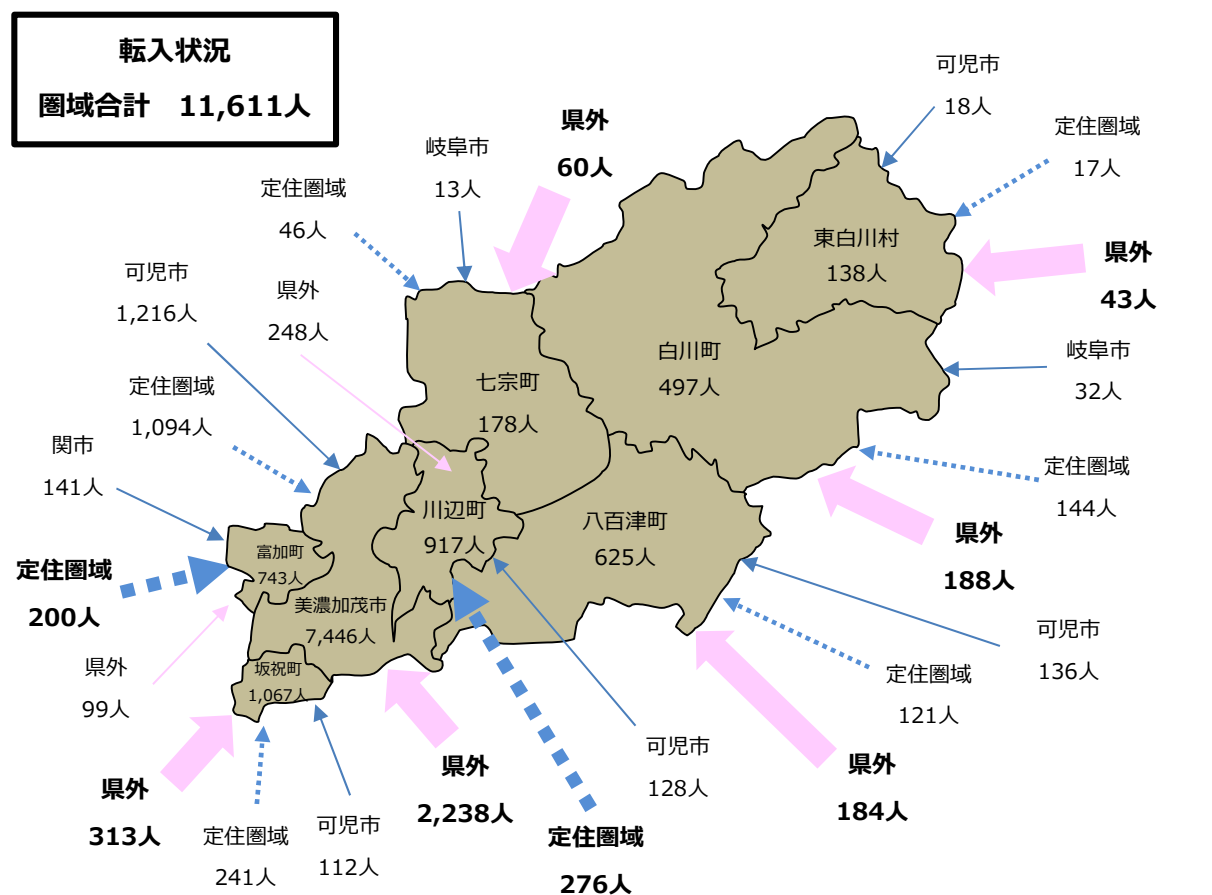 転入状況
圏域合計 11,611人
可児市
18人
定住圏域
17人
県外
60人
岐阜市
13人
定住圏域
46人
東白川村
138人
県外
43人
可児市
1,216人
県外
248人
白川町
497人
岐阜市
32人
七宗町
178人
定住圏域
1,094人
関市
141人
定住圏域
144人
川辺町
917人
八百津町
625人
県外
188人
富加町
743人
定住圏域
200人
美濃加茂市
7,446人
可児市
136人
坂祝町
1,067人
県外
99人
定住圏域
121人
可児市
128人
県外
184人
県外
2,238人
県外
313人
定住圏域
241人
可児市
112人
定住圏域
276人